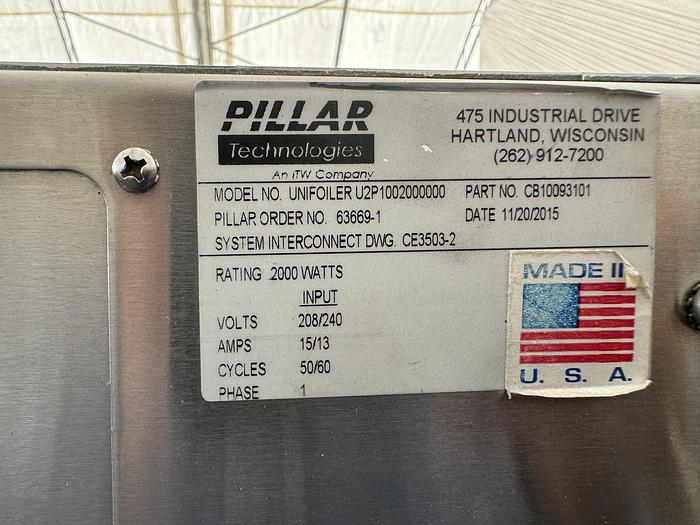 PILLAR
Technologies
An ITW Company
475 INDUSTRIAL DRIVE
HARTLAND, WISCONSIN
(262) 912-7200
MODEL NO. UNIFOILER U2P1002000000 PART NO. CB10093101
PILLAR ORDER NO. 63669-1 DATE 11/20/2015
SYSTEM INTERCONNECT DWG. CE3503-2
RATING 2000 WATTS
INPUT
VOLTS 208/240
AMPS 15/13
CYCLES 50/60
PHASE 1
MADE I
U. S. A.